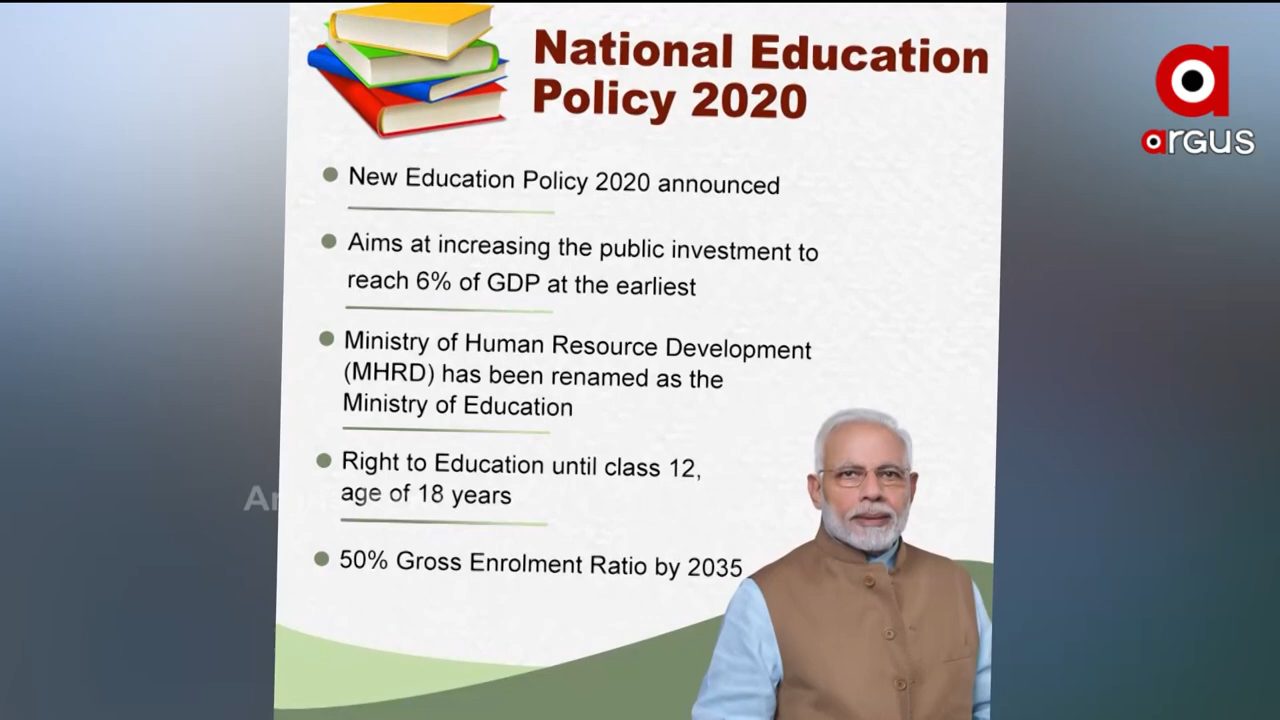 National Education
Policy 2020
argus
New Education Policy 2020 announced
Aims at increasing the public investment to
reach 6% of GDP at the earliest
Ministry of Human Resource Development
(MHRD) has been renamed as the
Ministry of Education
Right to Education until class 12,
age of 18 years
50% Gross Enrolment Ratio by 2035